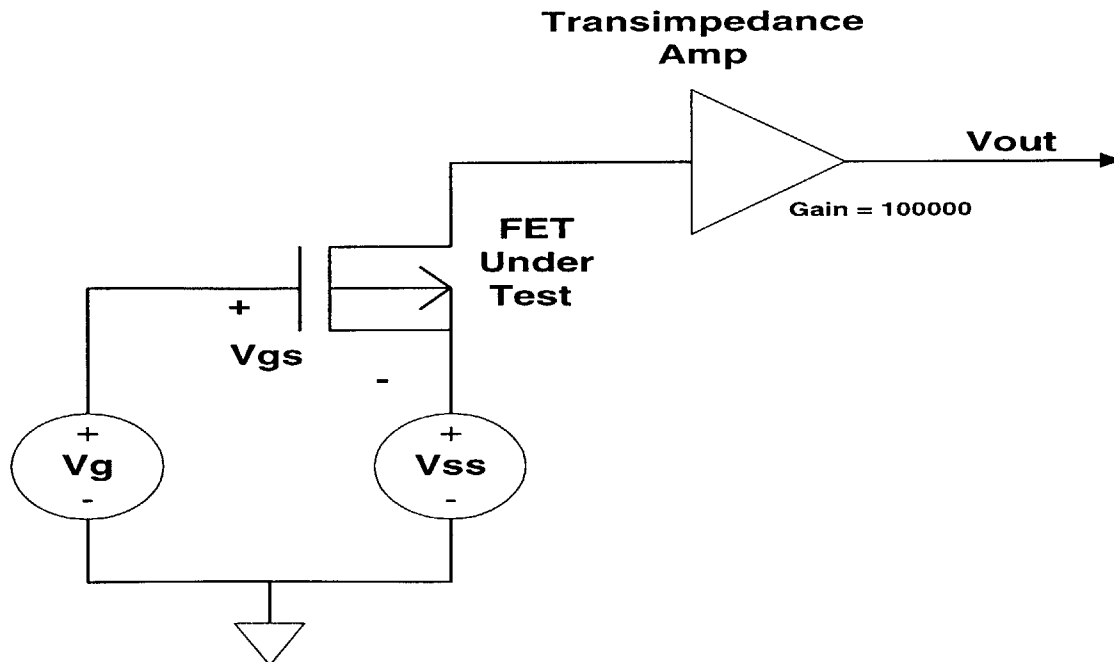 Transimpedance
Amp
Vout
Gain = 100000
FET
Under
Test
+
Vgs
-
+
Vg
-
+
Vss
-